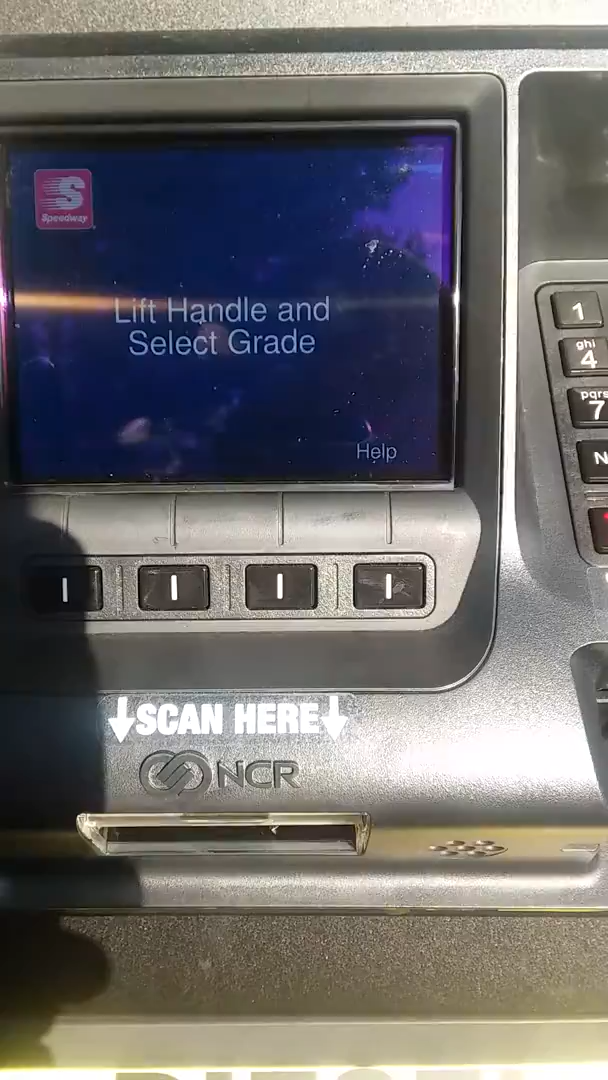 S
Speedway
Lift Handle and
Select Grade
Help
1
ghi
4
pqrs
7
SCAN HERE
NCR